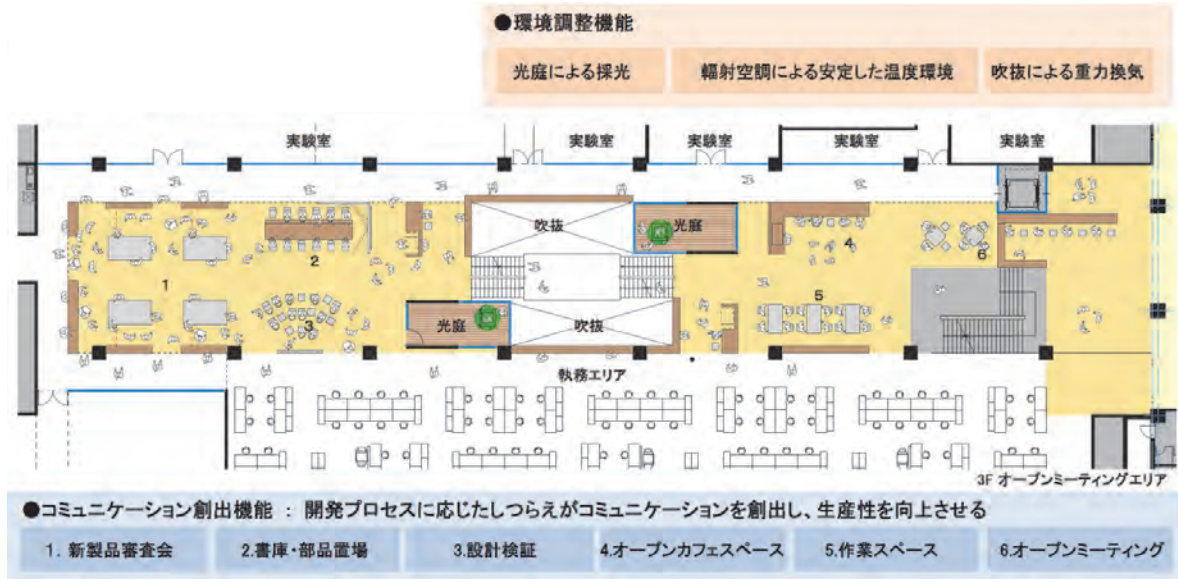 ●環境調整機能
光庭による採光
輻射空調による安定した温度環境
吹抜による重力換気
実験室
実験室
実験室
実験室
実験室
吹抜
光庭
4
6
2
1
5
3
光庭
吹抜
執務エリア
3F オープンミーティングエリア
●コミュニケーション創出機能 : 開発プロセスに応じたしつらえがコミュニケーションを創出し、生産性を向上させる
1. 新製品審査会
2.書庫・部品置場
3.設計検証
4.オープンカフェスペース
5.作業スペース
6.オープンミーティング